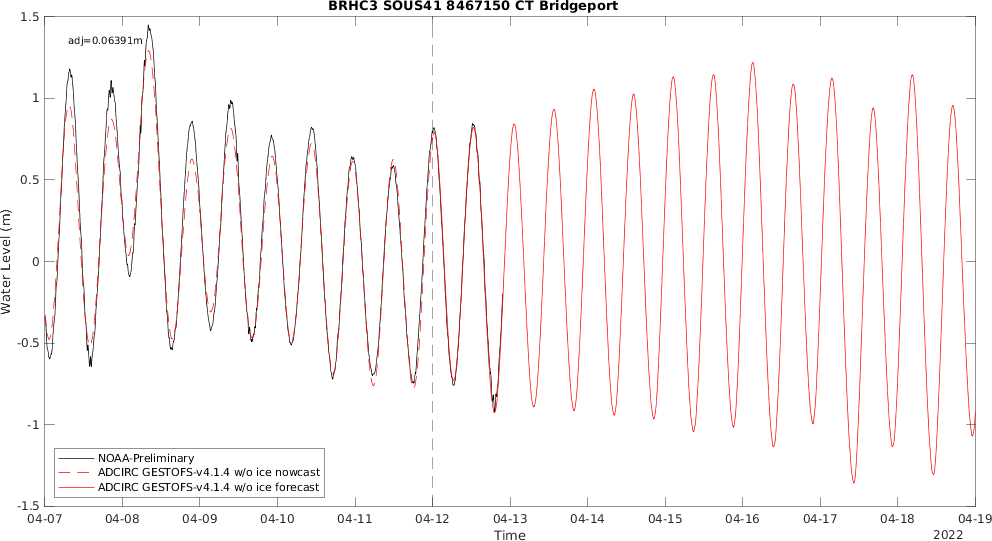 BRHC3 SOUS41 8467150 CT Bridgeport
adj=0.06391m
1.5
1
0.5
0
-0.5
-1
-1.5
Water Level (m)
NOAA-Preliminary
ADCIRC GESTOFS-v4.1.4 w/o ice nowcast
ADCIRC GESTOFS-v4.1.4 w/o ice forecast
04-07 04-08 04-09 04-10 04-11 04-12 04-13 04-14 04-15 04-16 04-17 04-18 04-19
Time
2022